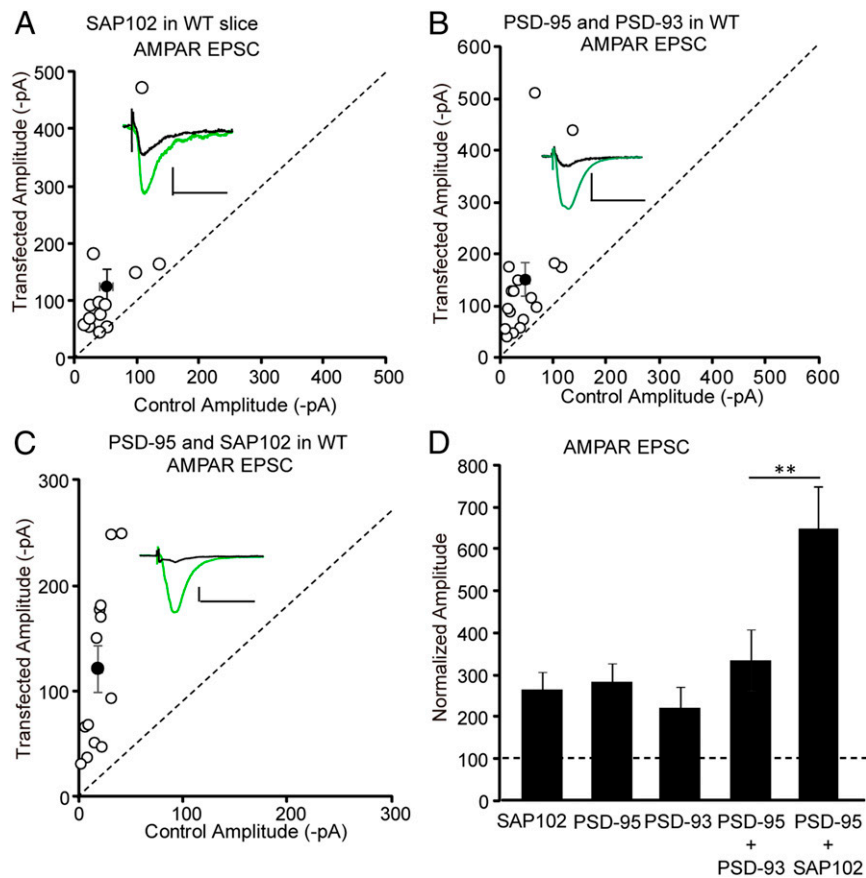 A
SAP102 in WT slice
AMPAR EPSC
Transfected Amplitude (-pA)
500
400
300
200
100
0
0
100
200
300
400
500
Control Amplitude (-pA)
B
PSD-95 and PSD-93 in WT
AMPAR EPSC
Transfected Amplitude (-pA)
600
500
400
300
200
100
0
0
100
200
300
400
500
600
Control Amplitude (-pA)
C
PSD-95 and SAP102 in WT
AMPAR EPSC
Transfected Amplitude (-pA)
300
200
100
0
0
100
200
300
Control Amplitude (-pA)
D
AMPAR EPSC
Normalized Amplitude
800
700
600
500
400
300
200
100
0
**
SAP102 PSD-95 PSD-93 PSD-95 PSD-95
+ +
PSD-93 SAP102